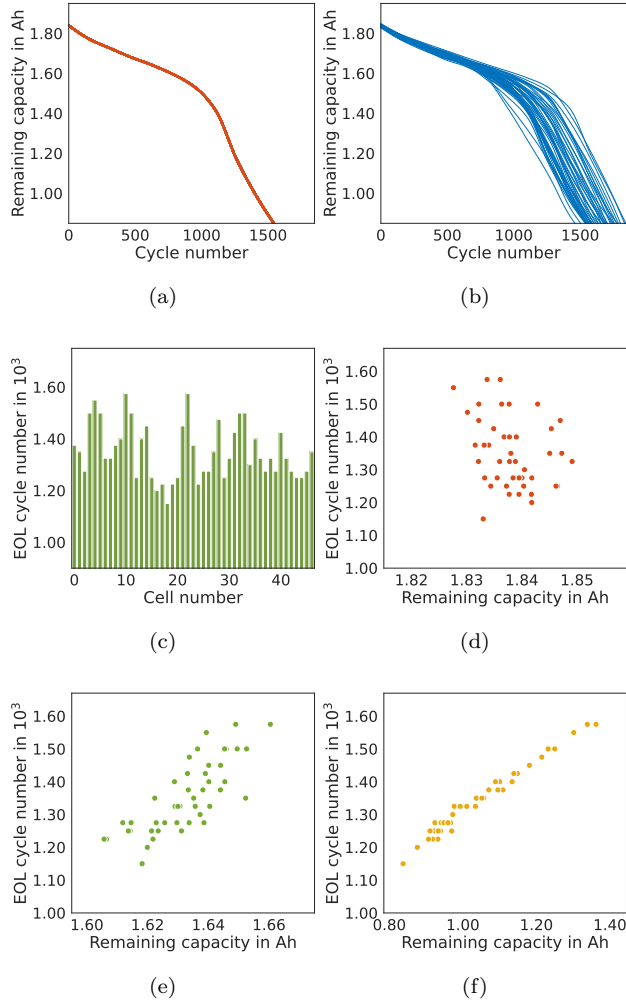 1.80
1.60
1.40
1.20
1.00
Remaining capacity in Ah
0 500 1000 1500
Cycle number
(a)
1.80
1.60
1.40
1.20
1.00
Remaining capacity in Ah
0 500 1000 1500
Cycle number
(b)
1.60
1.40
1.20
1.00
EOL cycle number in 10³
0 10 20 30 40
Cell number
(c)
1.60
1.50
1.40
1.30
1.20
1.10
1.00
EOL cycle number in 10³
1.82 1.83 1.84 1.85
Remaining capacity in Ah
(d)
1.60
1.50
1.40
1.30
1.20
1.10
1.00
EOL cycle number in 10³
1.60 1.62 1.64 1.66
Remaining capacity in Ah
(e)
1.60
1.50
1.40
1.30
1.20
1.10
1.00
EOL cycle number in 10³
0.80 1.00 1.20 1.40
Remaining capacity in Ah
(f)